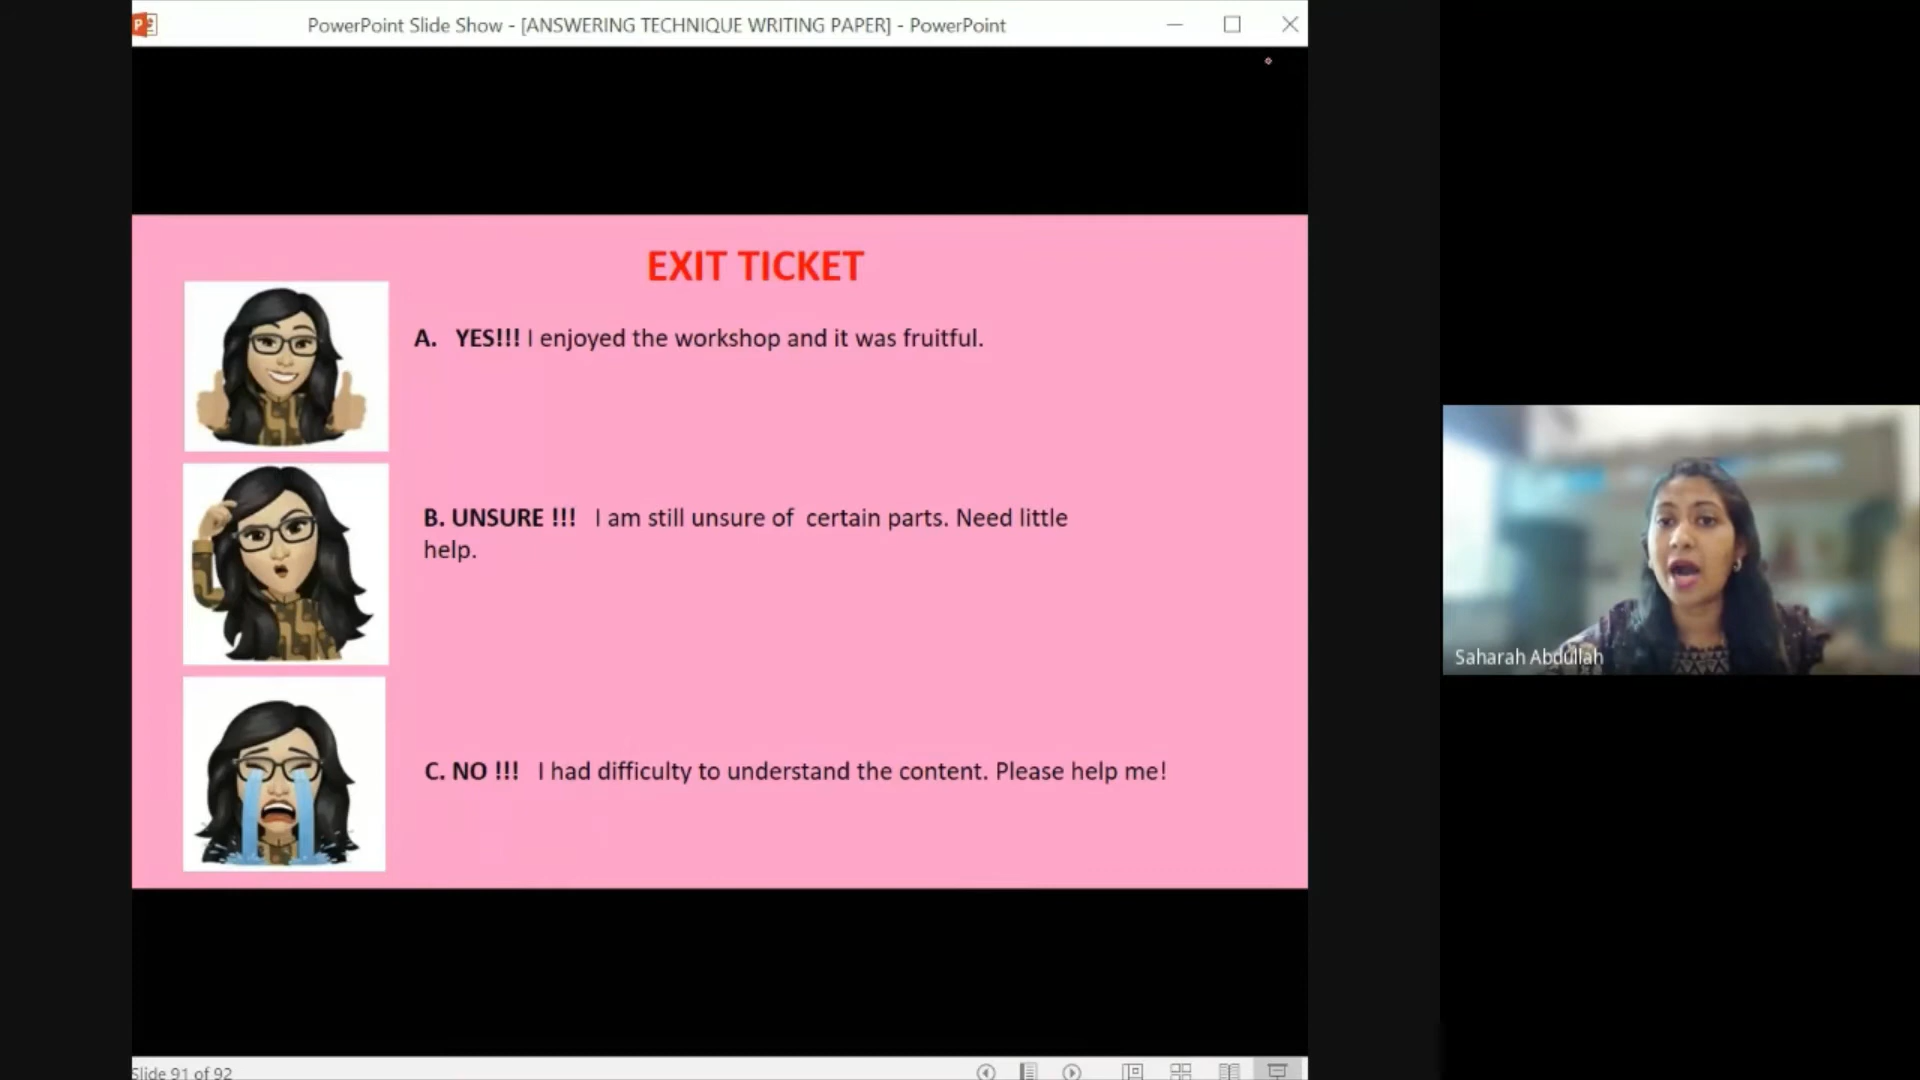 PowerPoint Slide Show - [ANSWERING TECHNIQUE WRITING PAPER] - PowerPoint
EXIT TICKET
A. YES!!! I enjoyed the workshop and it was fruitful.
B. UNSURE !!! I am still unsure of certain parts. Need little
help.
C. NO !!! I had difficulty to understand the content. Please help me!
Saharah Abdullah
Slide 91 of 92